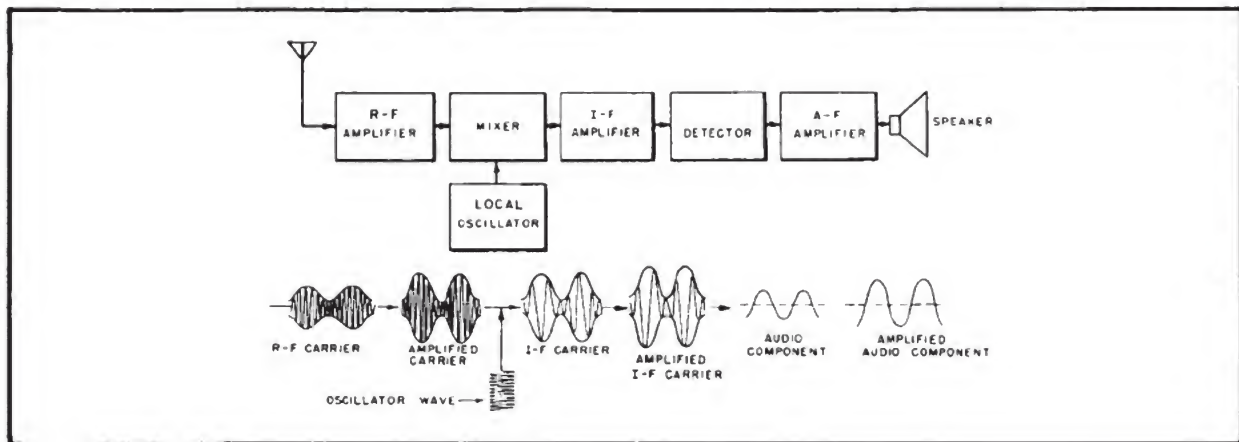 R-F
AMPLIFIER
MIXER
I-F
AMPLIFIER
DETECTOR
A-F
AMPLIFIER
SPEAKER
LOCAL
OSCILLATOR
R-F CARRIER
AMPLIFIED
CARRIER
I-F CARRIER
AMPLIFIED
I-F CARRIER
AUDIO
COMPONENT
AMPLIFIED
AUDIO COMPONENT
OSCILLATOR WAVE